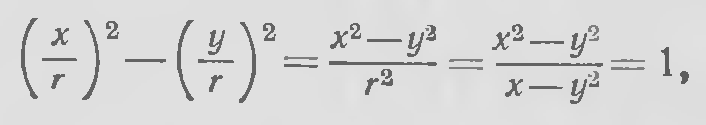 (x/r)² — (y/r)² = x² — y²/r² = x² — y²/x — y² = 1,